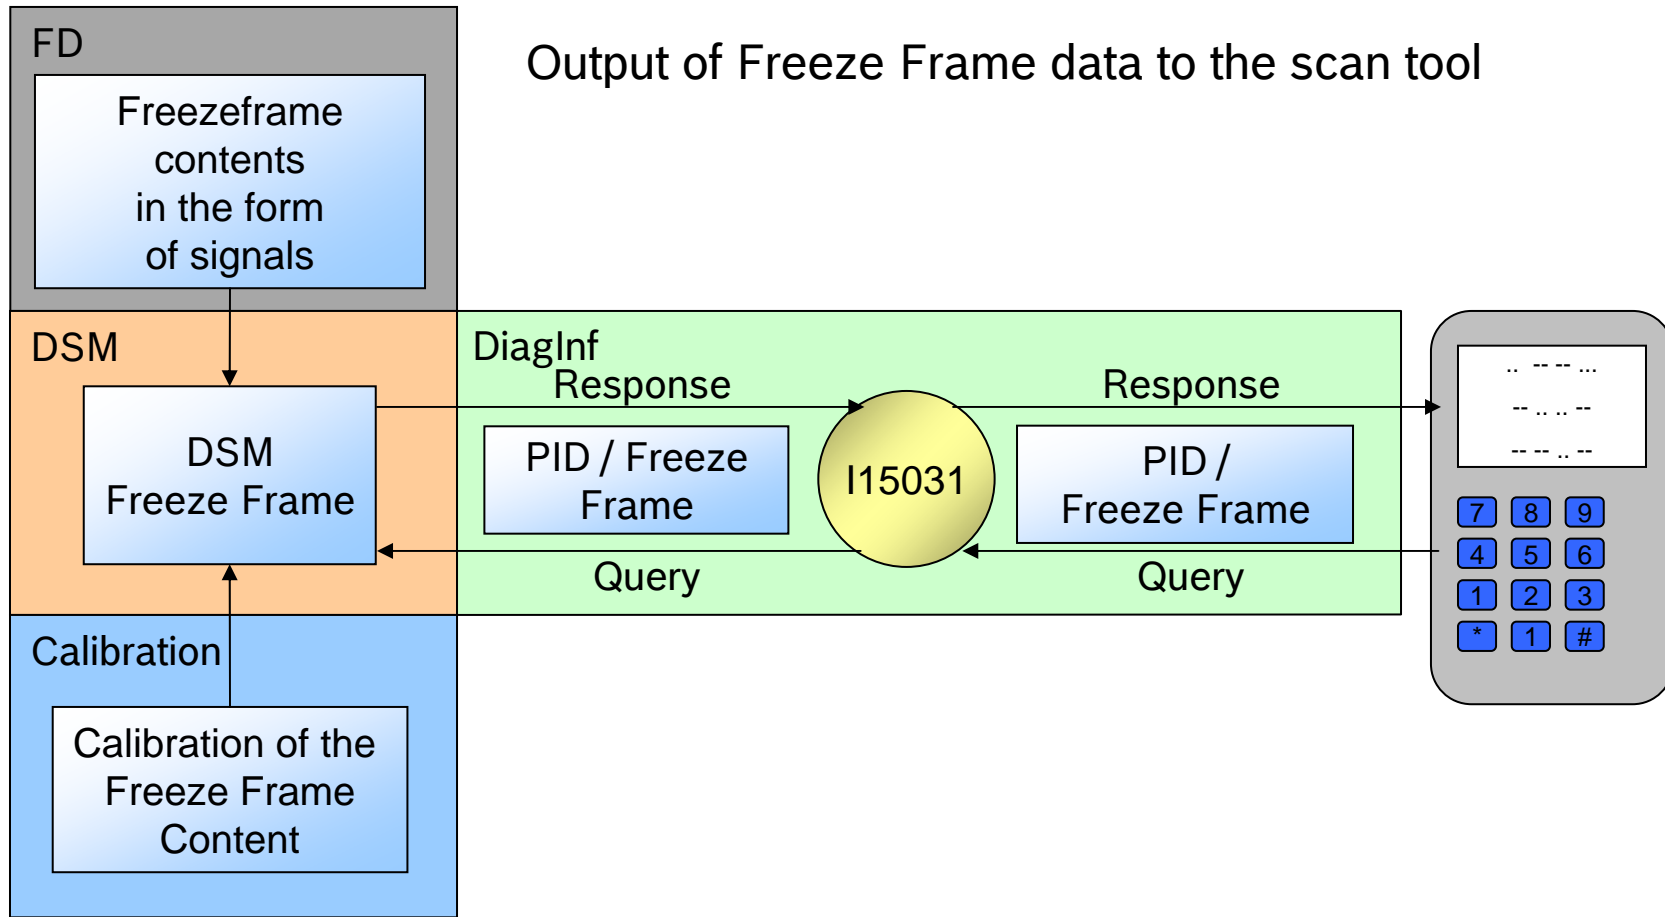 FD
Freezeframe
contents
in the form
of signals
Output of Freeze Frame data to the scan tool
DSM
DSM
Freeze Frame
DiagInf
Response
PID / Freeze
Frame
Query
I15031
Response
PID /
Freeze Frame
Query
.. -- -- ...
-- .. .. --
-- -- .. --
7 8 9
4 5 6
1 2 3
* 1 #
Calibration
Calibration of the
Freeze Frame
Content